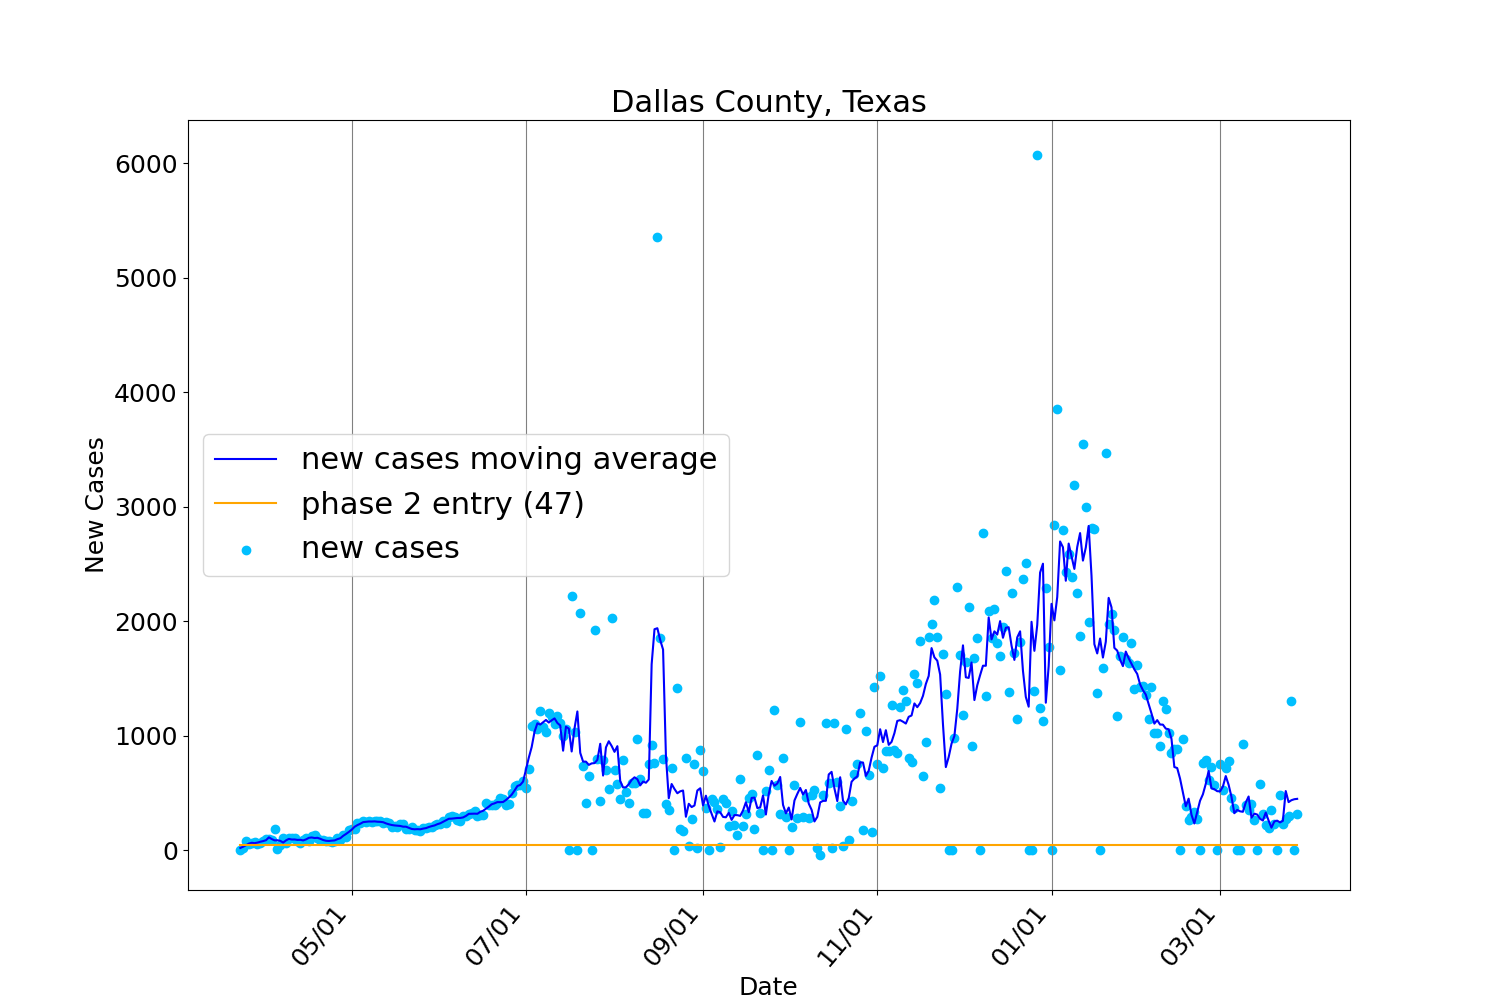 Dallas County, Texas
6000
5000
4000
3000
2000
1000
0
New Cases
new cases moving average
phase 2 entry (47)
new cases
05/01
07/01
09/01
11/01
01/01
03/01
Date